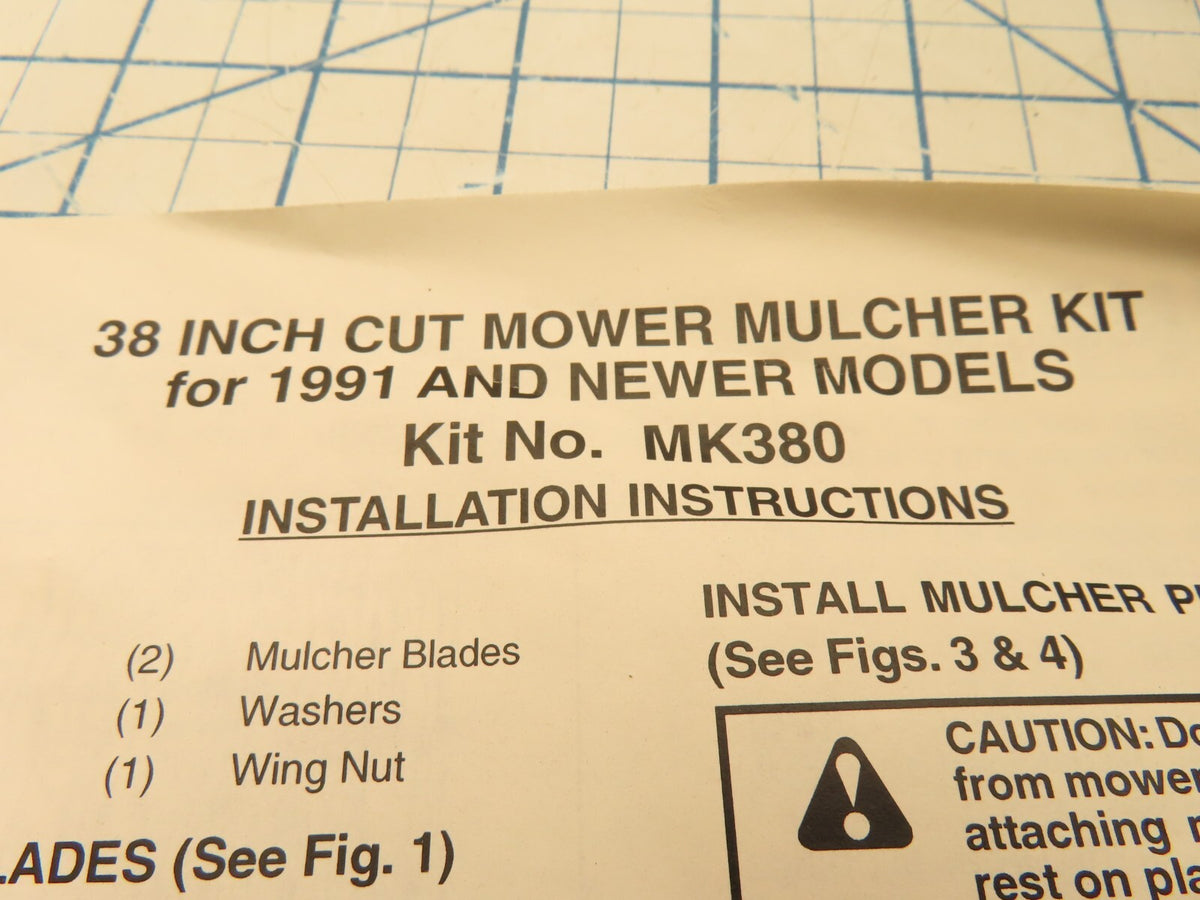 38 INCH CUT MOWER MULCHER KIT
for 1991 AND NEWER MODELS
Kit No. MK380
INSTALLATION INSTRUCTIONS
(2) Mulcher Blades
(1) Washers
(1) Wing Nut
(See Fig. 1)
INSTALL MULCHER
(See Figs. 3 & 4)
CAUTION:
from mower
attaching
rest on